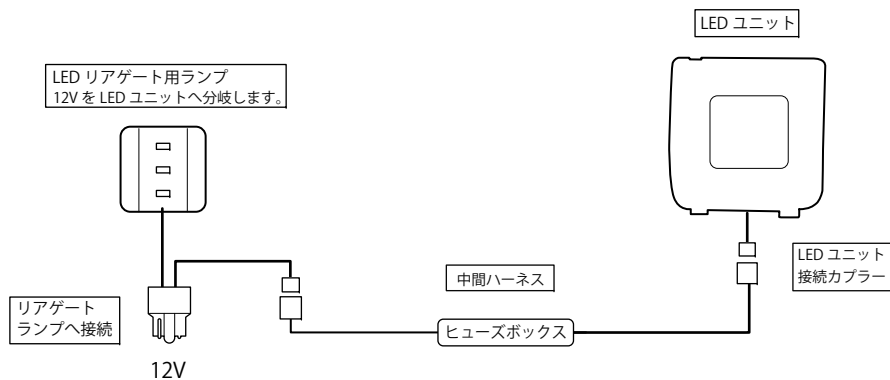 LED ユニット
LED リアゲート用ランプ
12V を LED ユニットへ分岐します。
LED ユニット
接続カプラー
中間ハーネス
リアゲート
ランプへ接続
ヒューズボックス
12V